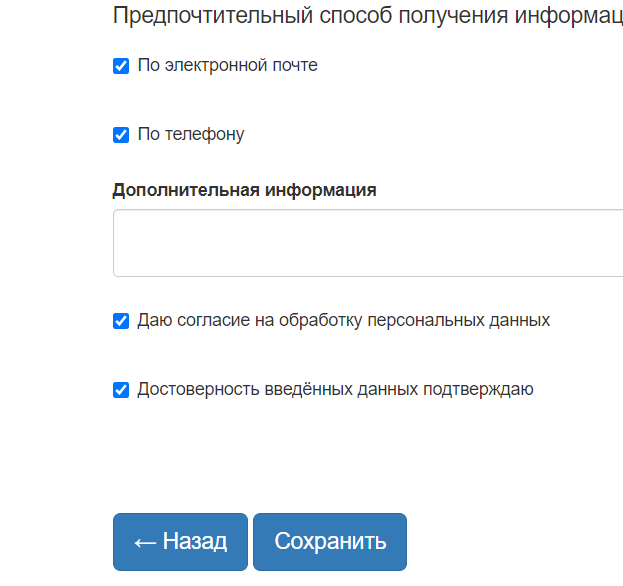 Предпочтительный способ получения
По электронной почте
По телефону
Дополнительная информация
Даю согласие на обработку персональных данных
Достоверность введённых данных подтверждаю
← Назад
Сохранить